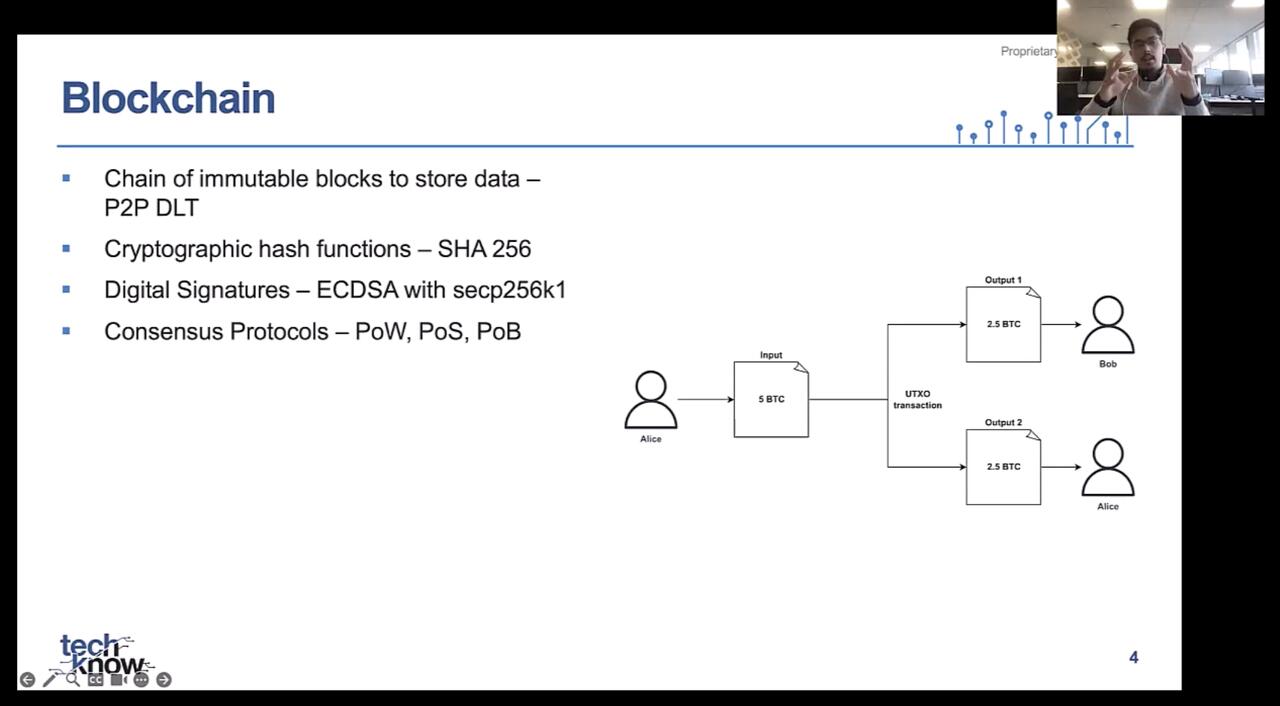 Proprietary
Blockchain
Chain of immutable blocks to store data –
P2P DLT
Cryptographic hash functions – SHA 256
Digital Signatures – ECDSA with secp256k1
Consensus Protocols – PoW, PoS, PoB
Output 1
2.5 BTC
Bob
Input
5 BTC
Alice
UTXO
transaction
Output 2
2.5 BTC
Alice
tech
know
CC
4